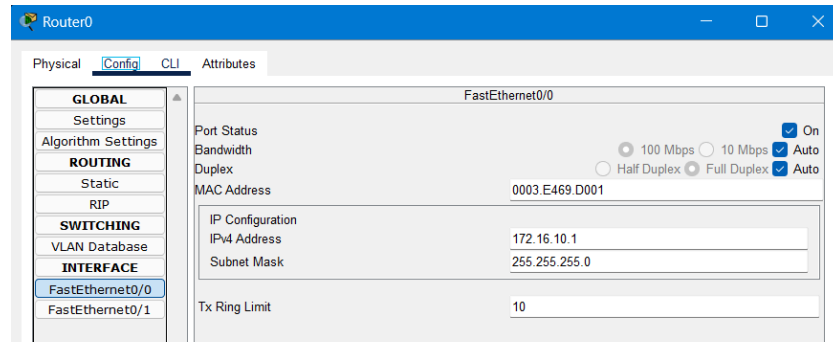 Router0
Physical Config CLI Attributes
GLOBAL
Settings
Algorithm Settings
ROUTING
Static
RIP
SWITCHING
VLAN Database
INTERFACE
FastEthernet0/0
FastEthernet0/1
FastEthernet0/0
Port Status On
Bandwidth 100 Mbps 10 Mbps Auto
Duplex Half Duplex Full Duplex Auto
MAC Address 0003.E469.D001
IP Configuration
IPv4 Address 172.16.10.1
Subnet Mask 255.255.255.0
Tx Ring Limit 10